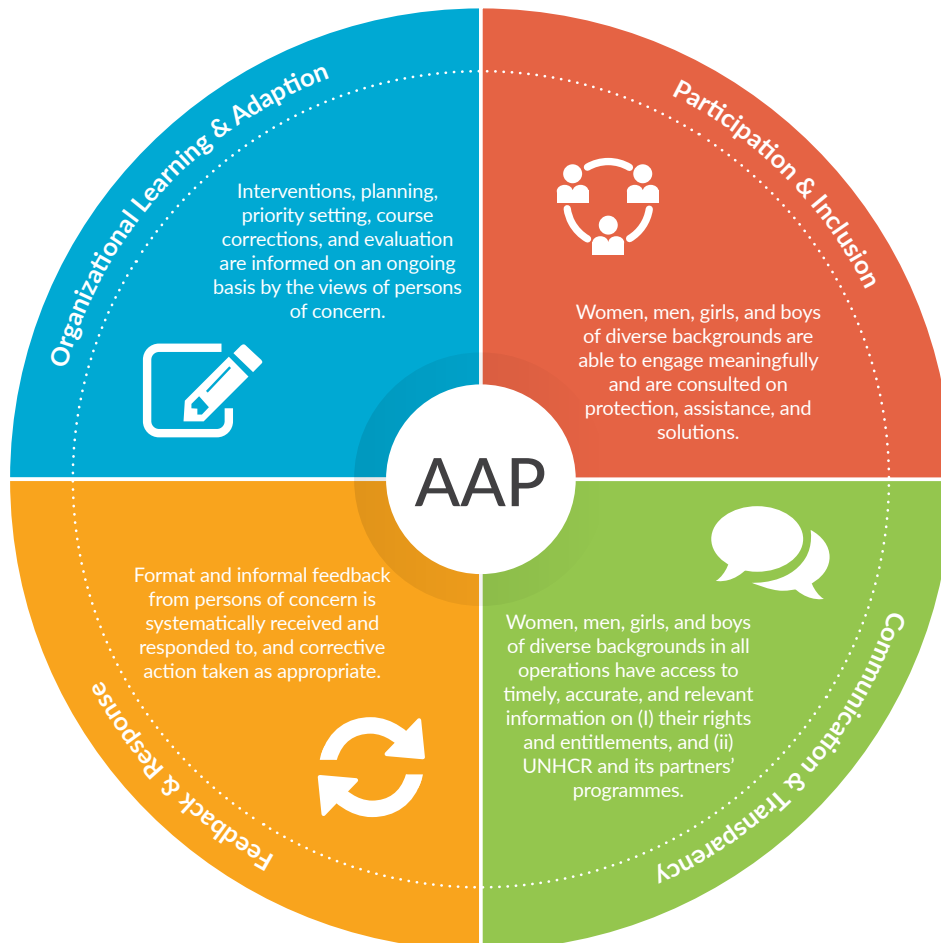 Organizational Learning & Adaption
Interventions, planning,
priority setting, course
corrections, and evaluation
are informed on an ongoing
basis by the views of persons
of concern.
Participation & Inclusion
Women, men, girls, and boys
of diverse backgrounds are
able to engage meaningfully
and are consulted on
protection, assistance, and
solutions.
AAP
Format and informal feedback
from persons of concern is
systematically received and
responded to, and corrective
action taken as appropriate.
Feedback & Response
Women, men, girls, and boys
of diverse backgrounds in all
operations have access to
timely, accurate, and relevant
information on (I) their rights
and entitlements, and (ii)
UNHCR and its partners’
programmes.
Communication & Transparency